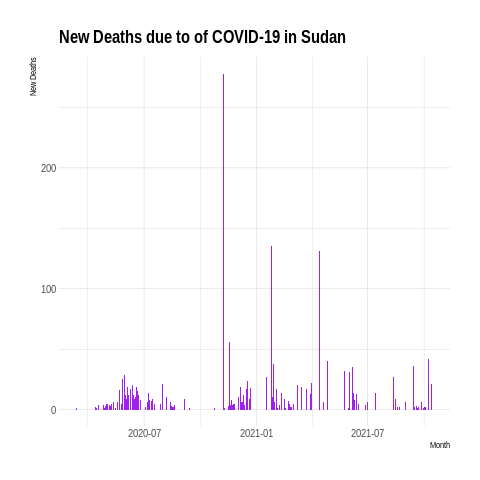 New Deaths due to of COVID-19 in Sudan
New Deaths
200
100
0
2020-07 2021-01 2021-07
Month